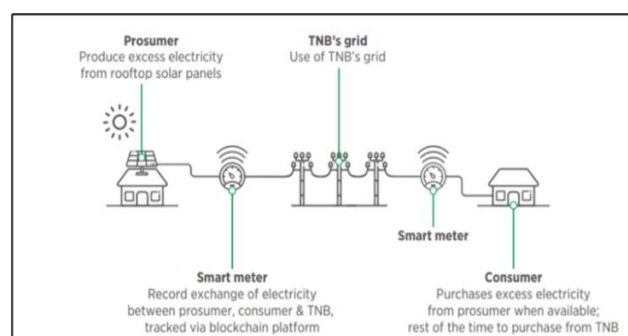 Prosumer
Produce excess electricity
from rooftop solar panels
TNB's grid
Use of TNB's grid
Smart meter
Record exchange of electricity
between prosumer, consumer & TNB,
tracked via blockchain platform
Smart meter
Consumer
Purchases excess electricity
from prosumer when available;
rest of the time to purchase from TNB